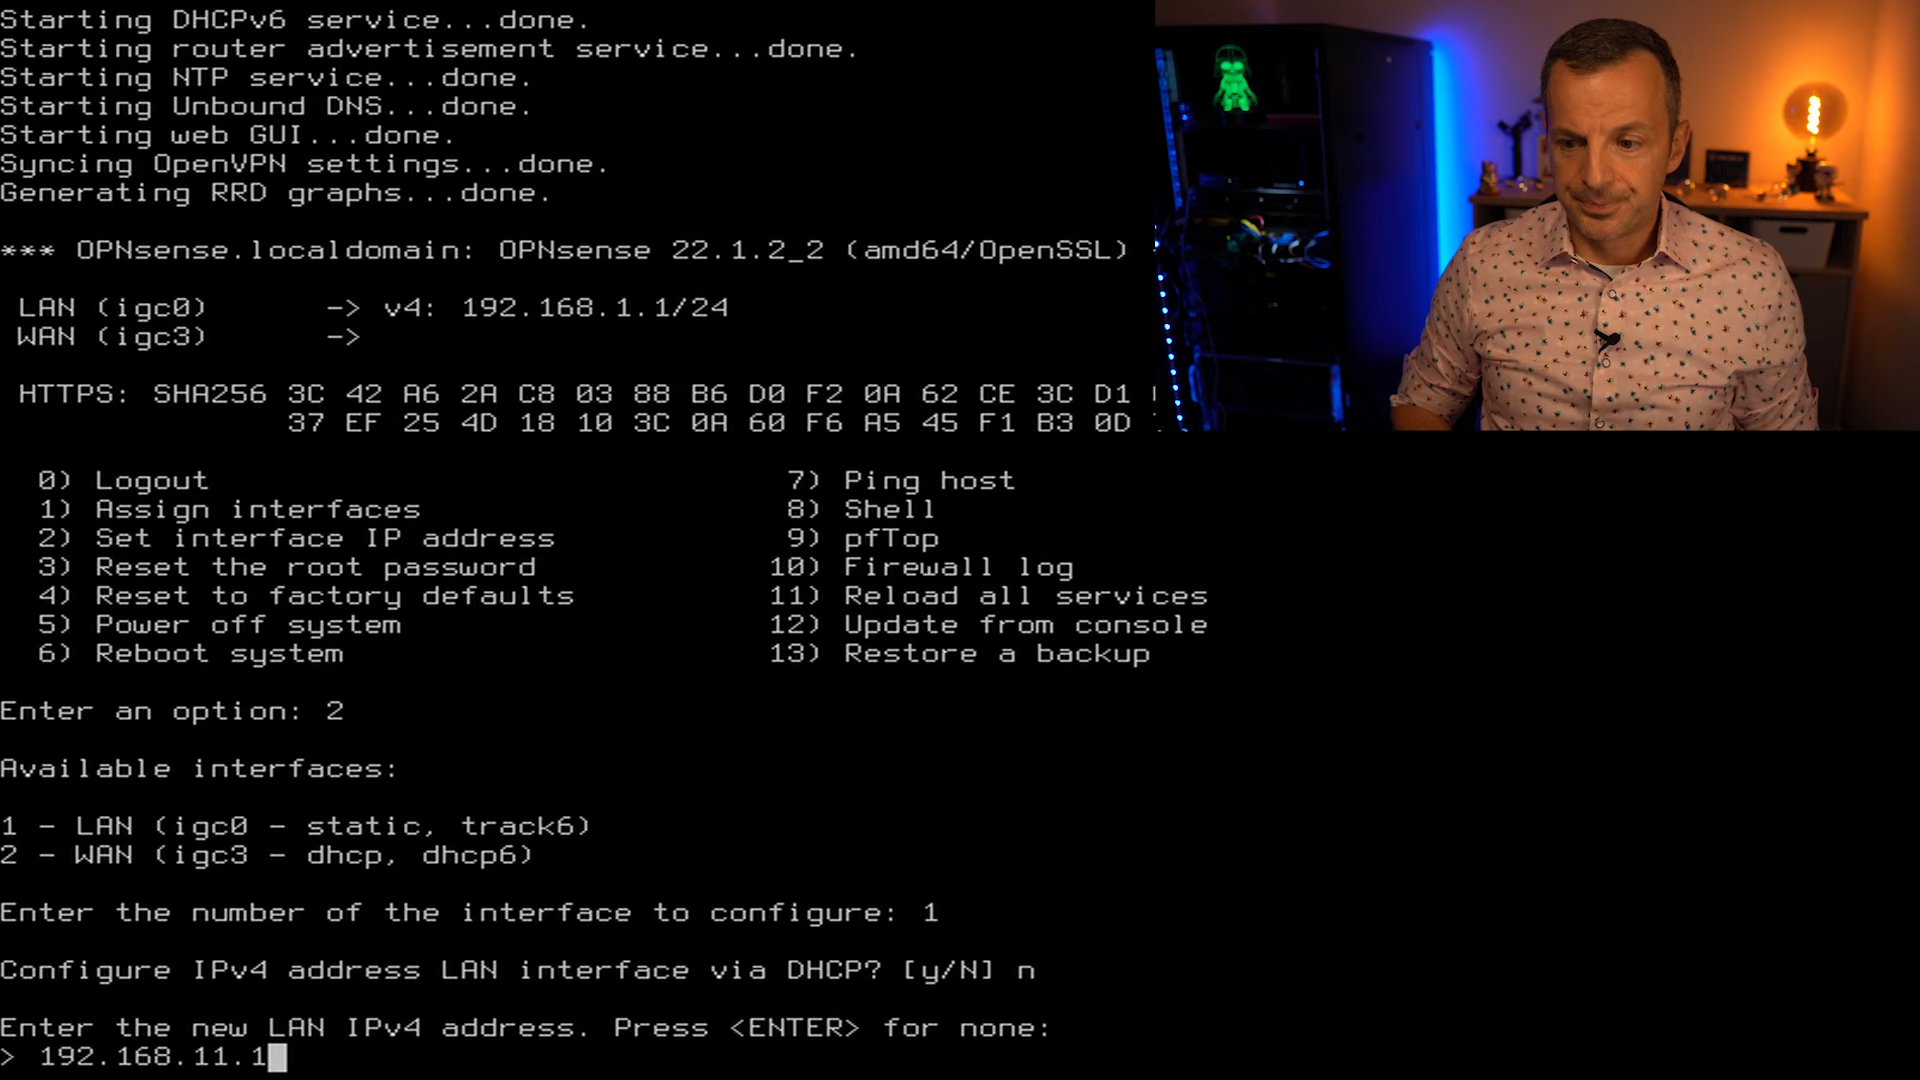 Starting DHCPv6 service...done.
Starting router advertisement service...done.
Starting NTP service...done.
Starting Unbound DNS...done.
Starting web GUI...done.
Syncing OpenVPN settings...done.
Generating RRD graphs...done.
*** OPNsense.localdomain: OPNsense 22.1.2_2 (amd64/OpenSSL)
LAN (igc0) -> v4: 192.168.1.1/24
WAN (igc3) ->
HTTPS: SHA256 3C 42 A6 2A C8 03 88 B6 D0 F2 0A 62 CE 3C D1
37 EF 25 4D 18 10 3C 0A 60 F6 A5 45 F1 B3 0D
0) Logout 7) Ping host
1) Assign interfaces 8) Shell
2) Set interface IP address 9) pfTop
3) Reset the root password 10) Firewall log
4) Reset to factory defaults 11) Reload all services
5) Power off system 12) Update from console
6) Reboot system 13) Restore a backup
Enter an option: 2
Available interfaces:
1 - LAN (igc0 - static, track6)
2 - WAN (igc3 - dhcp, dhcp6)
Enter the number of the interface to configure: 1
Configure IPv4 address LAN interface via DHCP? [y/N] n
Enter the new LAN IPv4 address. Press <ENTER> for none:
> 192.168.11.1